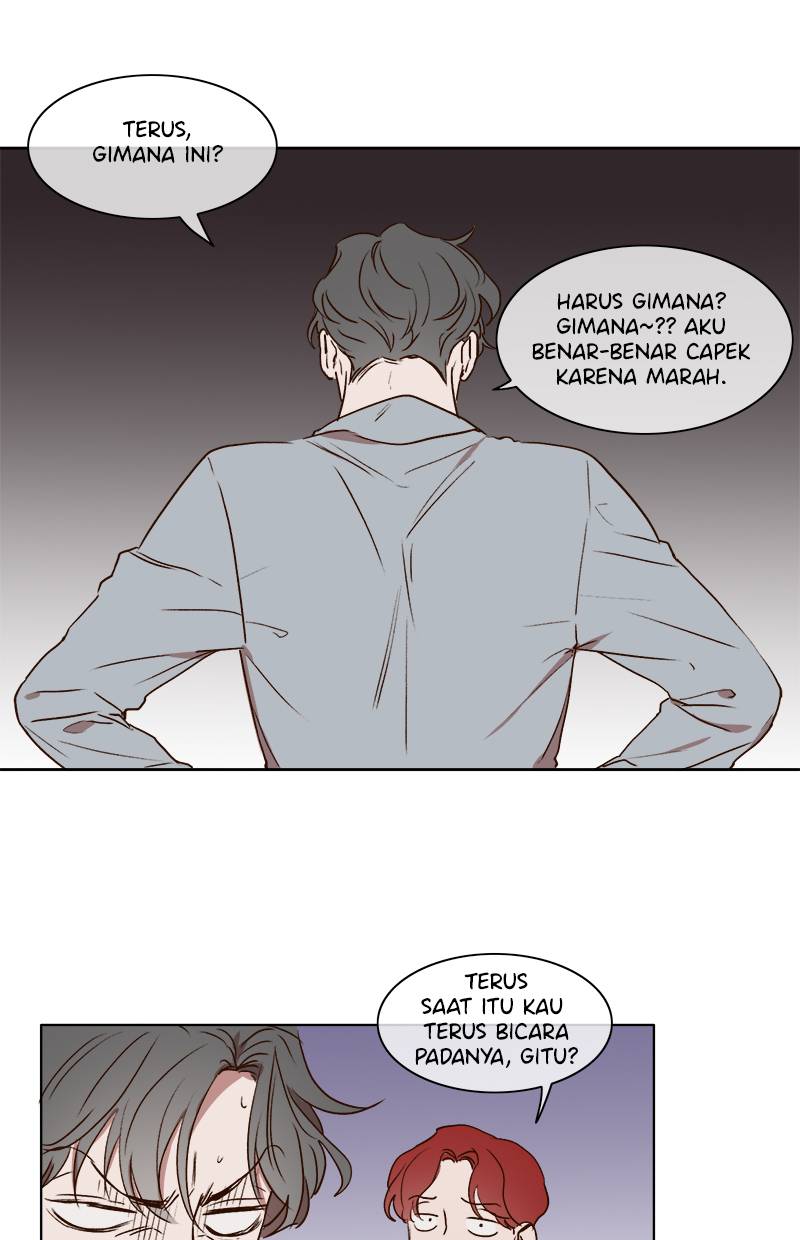 TERUS,
GIMANA INI?
HARUS GIMANA?
GIMANA~?? AKU
BENAR-BENAR CAPEK
KARENA MARAH.
TERUS
SAAT ITU KAU
TERUS BICARA
PADANYA, GITU?